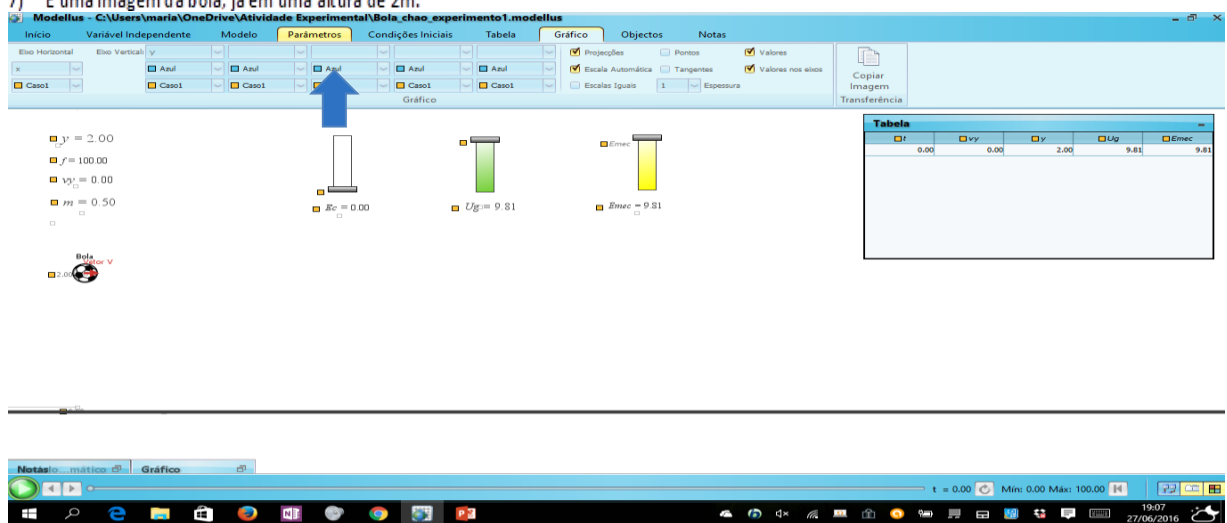 7) É uma imagem da bola, já em uma altura de 2m.
Modellus - C:\Users\maria\OneDrive\Atividade Experimental\Bola_chao_experimento1.modellus
Início Variável Independente Modelo Parâmetros Condições Iniciais Tabela Gráfico Objectos Notas
Eixo Horizontal Eixo Vertical: y Projecções Pontos Valores
x Azul Azul Azul Azul Azul Escala Automática Tangentes Valores nos eixos
Caso1 Caso1 Caso1 Caso1 Caso1 Escalas Iguais 1 Espessura
Copiar
Imagem
Gráfico Transferência
y = 2.00
f = 100.00
vy = 0.00
m = 0.50
Ec = 0.00
Ug = 9.81
Emec
Emec = 9.81
Tabela
t vy y Ug Emec
0.00 0.00 2.00 9.81 9.81
Bola
Vetor V
2.00
Notas ...mático Gráfico
t = 0.00 Mín: 0.00 Máx: 100.00
19:07
27/06/2016